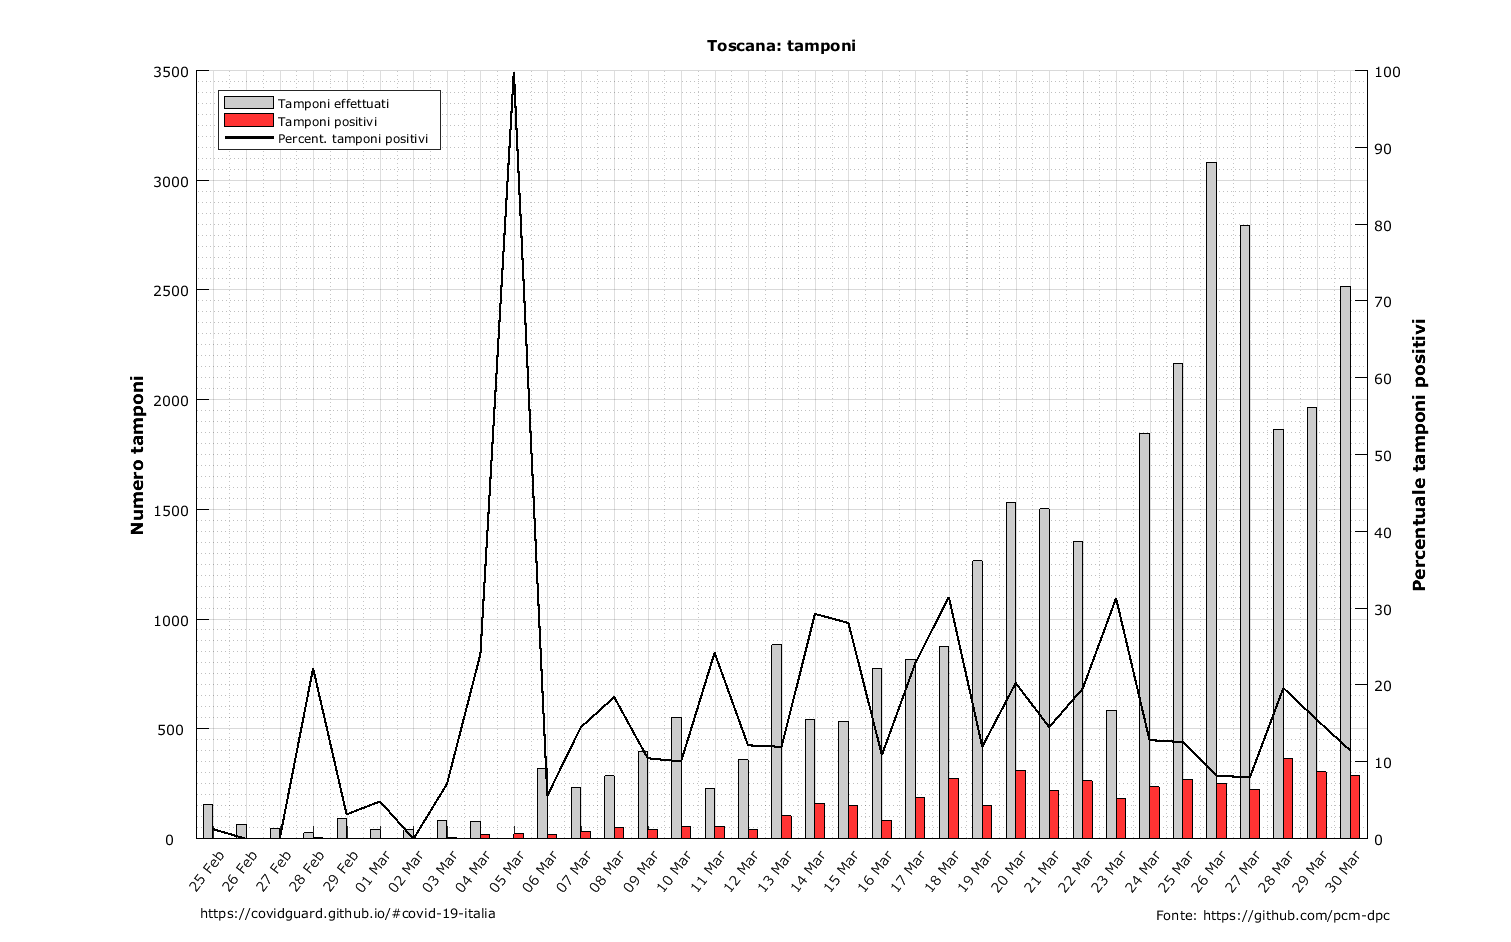 Toscana: tamponi
Tamponi effettuati
Tamponi positivi
Percent. tamponi positivi
Numero tamponi
3500
3000
2500
2000
1500
1000
500
0
Percentuale tamponi positivi
100
90
80
70
60
50
40
30
20
10
0
25 Feb
26 Feb
27 Feb
28 Feb
29 Feb
01 Mar
02 Mar
03 Mar
04 Mar
05 Mar
06 Mar
07 Mar
08 Mar
09 Mar
10 Mar
11 Mar
12 Mar
13 Mar
14 Mar
15 Mar
16 Mar
17 Mar
18 Mar
19 Mar
20 Mar
21 Mar
22 Mar
23 Mar
24 Mar
25 Mar
26 Mar
27 Mar
28 Mar
29 Mar
30 Mar
https://covidguard.github.io/#covid-19-italia
Fonte: https://github.com/pcm-dpc